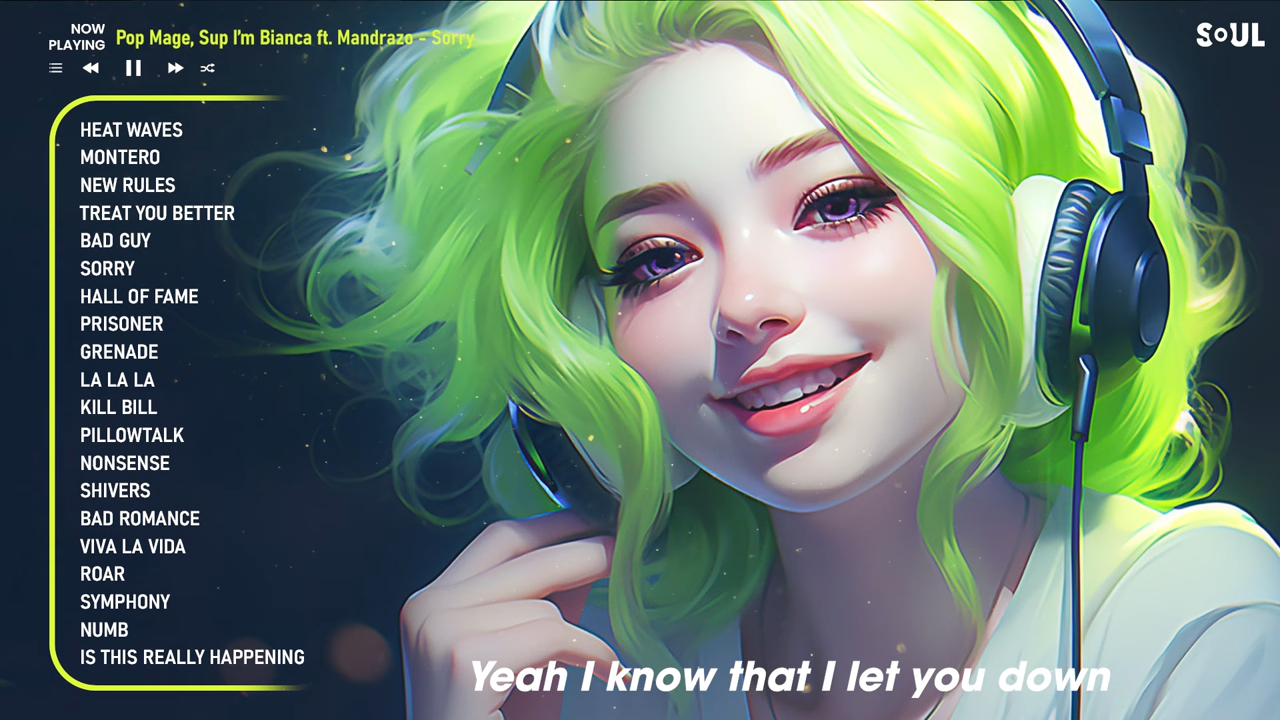 NOW
PLAYING
Pop Mage, Sup I'm Bianca ft. Mandrazo - Sorry
SOUL
HEAT WAVES
MONTERO
NEW RULES
TREAT YOU BETTER
BAD GUY
SORRY
HALL OF FAME
PRISONER
GRENADE
LA LA LA
KILL BILL
PILLOWTALK
NONSENSE
SHIVERS
BAD ROMANCE
VIVA LA VIDA
ROAR
SYMPHONY
NUMB
IS THIS REALLY HAPPENING
Yeah I know that I let you down